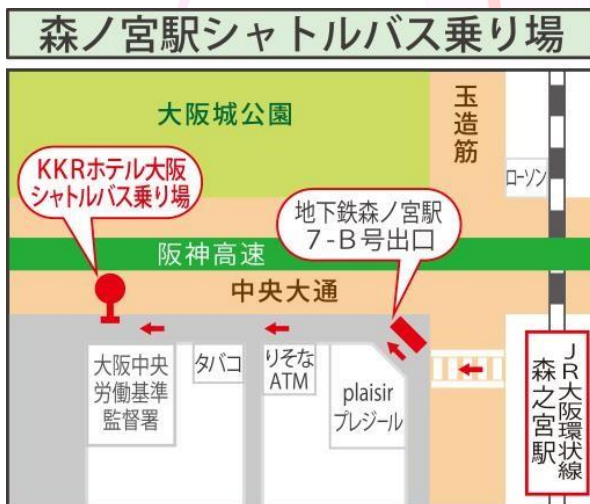 森ノ宮駅シャトルバス乗り場
大阪城公園
玉造筋
KKRホテル大阪
シャトルバス乗り場
ローソン
地下鉄森ノ宮駅
7-B号出口
阪神高速
中央大通
大阪中央
労働基準
監督署
タバコ
りそな
ATM
plaisir
プレジール
JR大阪環状線
森之宮駅